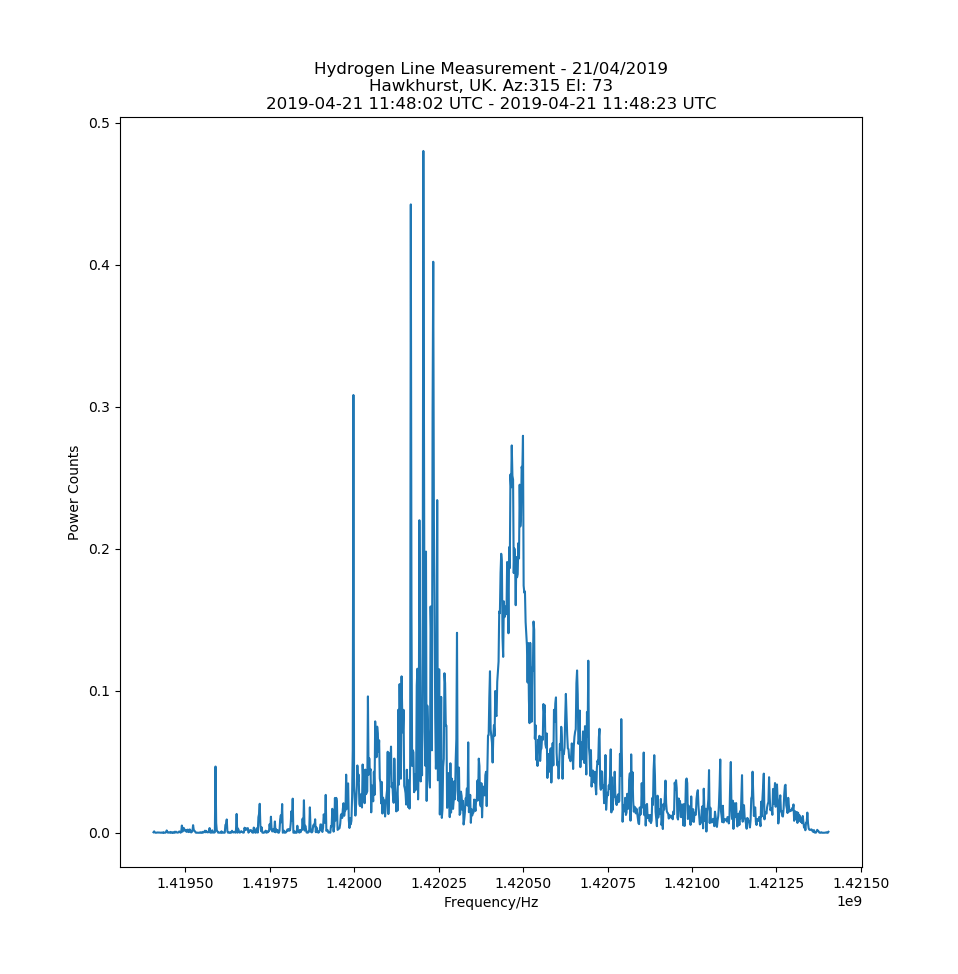 Hydrogen Line Measurement - 21/04/2019
Hawkhurst, UK. Az:315 El: 73
2019-04-21 11:48:02 UTC - 2019-04-21 11:48:23 UTC
0.5
0.4
0.3
0.2
0.1
0.0
Power Counts
1.41950 1.41975 1.42000 1.42025 1.42050 1.42075 1.42100 1.42125 1.42150
Frequency/Hz
1e9